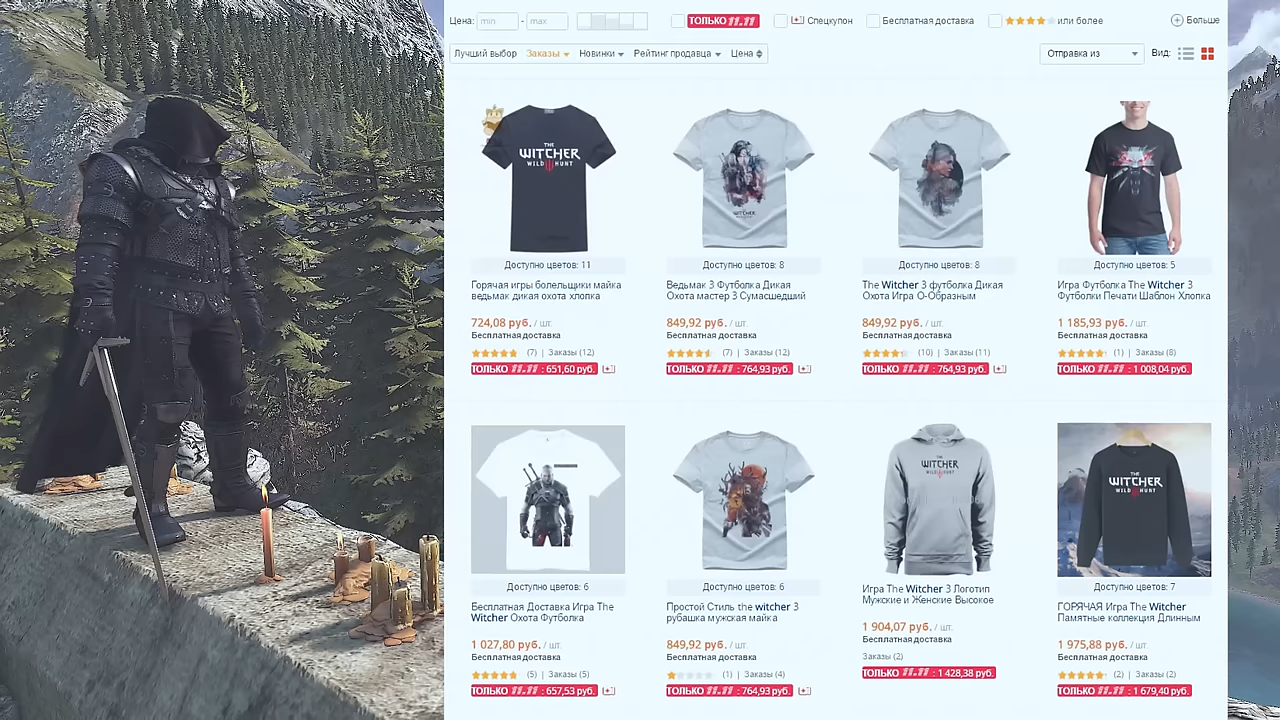 Цена: min - max ТОЛЬКО 11.11 Спецкупон Бесплатная доставка или более Больше
Лучший выбор Заказы Новинки Рейтинг продавца Цена Отправка из Вид:
THE WITCHER WILD HUNT
WITCHER
Доступно цветов: 11
Горячая игры болельщики майка
ведьмак дикая охота хлопка
724,08 руб. / шт.
Бесплатная доставка
(7) | Заказы (12)
ТОЛЬКО 11.11 : 651,60 руб.
Доступно цветов: 8
Ведьмак 3 Футболка Дикая
Охота мастер 3 Сумасшедший
849,92 руб. / шт.
Бесплатная доставка
(7) | Заказы (12)
ТОЛЬКО 11.11 : 764,93 руб.
Доступно цветов: 8
The Witcher 3 футболка Дикая
Охота Игра О-Образным
849,92 руб. / шт.
Бесплатная доставка
(10) | Заказы (11)
ТОЛЬКО 11.11 : 764,93 руб.
Доступно цветов: 5
Игра Футболка The Witcher 3
Футболки Печати Шаблон Хлопка
1 185,93 руб. / шт.
Бесплатная доставка
(1) | Заказы (8)
ТОЛЬКО 11.11 : 1 008,04 руб.
Доступно цветов: 6
Бесплатная Доставка Игра The
Witcher Охота Футболка
1 027,80 руб. / шт.
Бесплатная доставка
(5) | Заказы (5)
ТОЛЬКО 11.11 : 657,53 руб.
Доступно цветов: 6
Простой Стиль the witcher 3
рубашка мужская майка
849,92 руб. / шт.
Бесплатная доставка
(1) | Заказы (4)
ТОЛЬКО 11.11 : 764,93 руб.
THE WITCHER WILD HUNT
Игра The Witcher 3 Логотип
Мужские и Женские Высокое
1 904,07 руб. / шт.
Бесплатная доставка
Заказы (2)
ТОЛЬКО 11.11 : 1 428,38 руб.
THE WITCHER WILD HUNT
Доступно цветов: 7
ГОРЯЧАЯ Игра The Witcher
Памятные коллекция Длинным
1 975,88 руб. / шт.
Бесплатная доставка
(2) | Заказы (2)
ТОЛЬКО 11.11 : 1 679,40 руб.